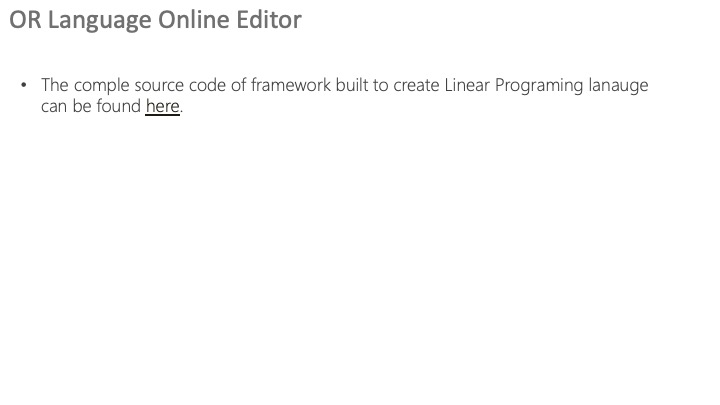 OR Language Online Editor
• The comple source code of framework built to create Linear Programing lanauge
can be found here.